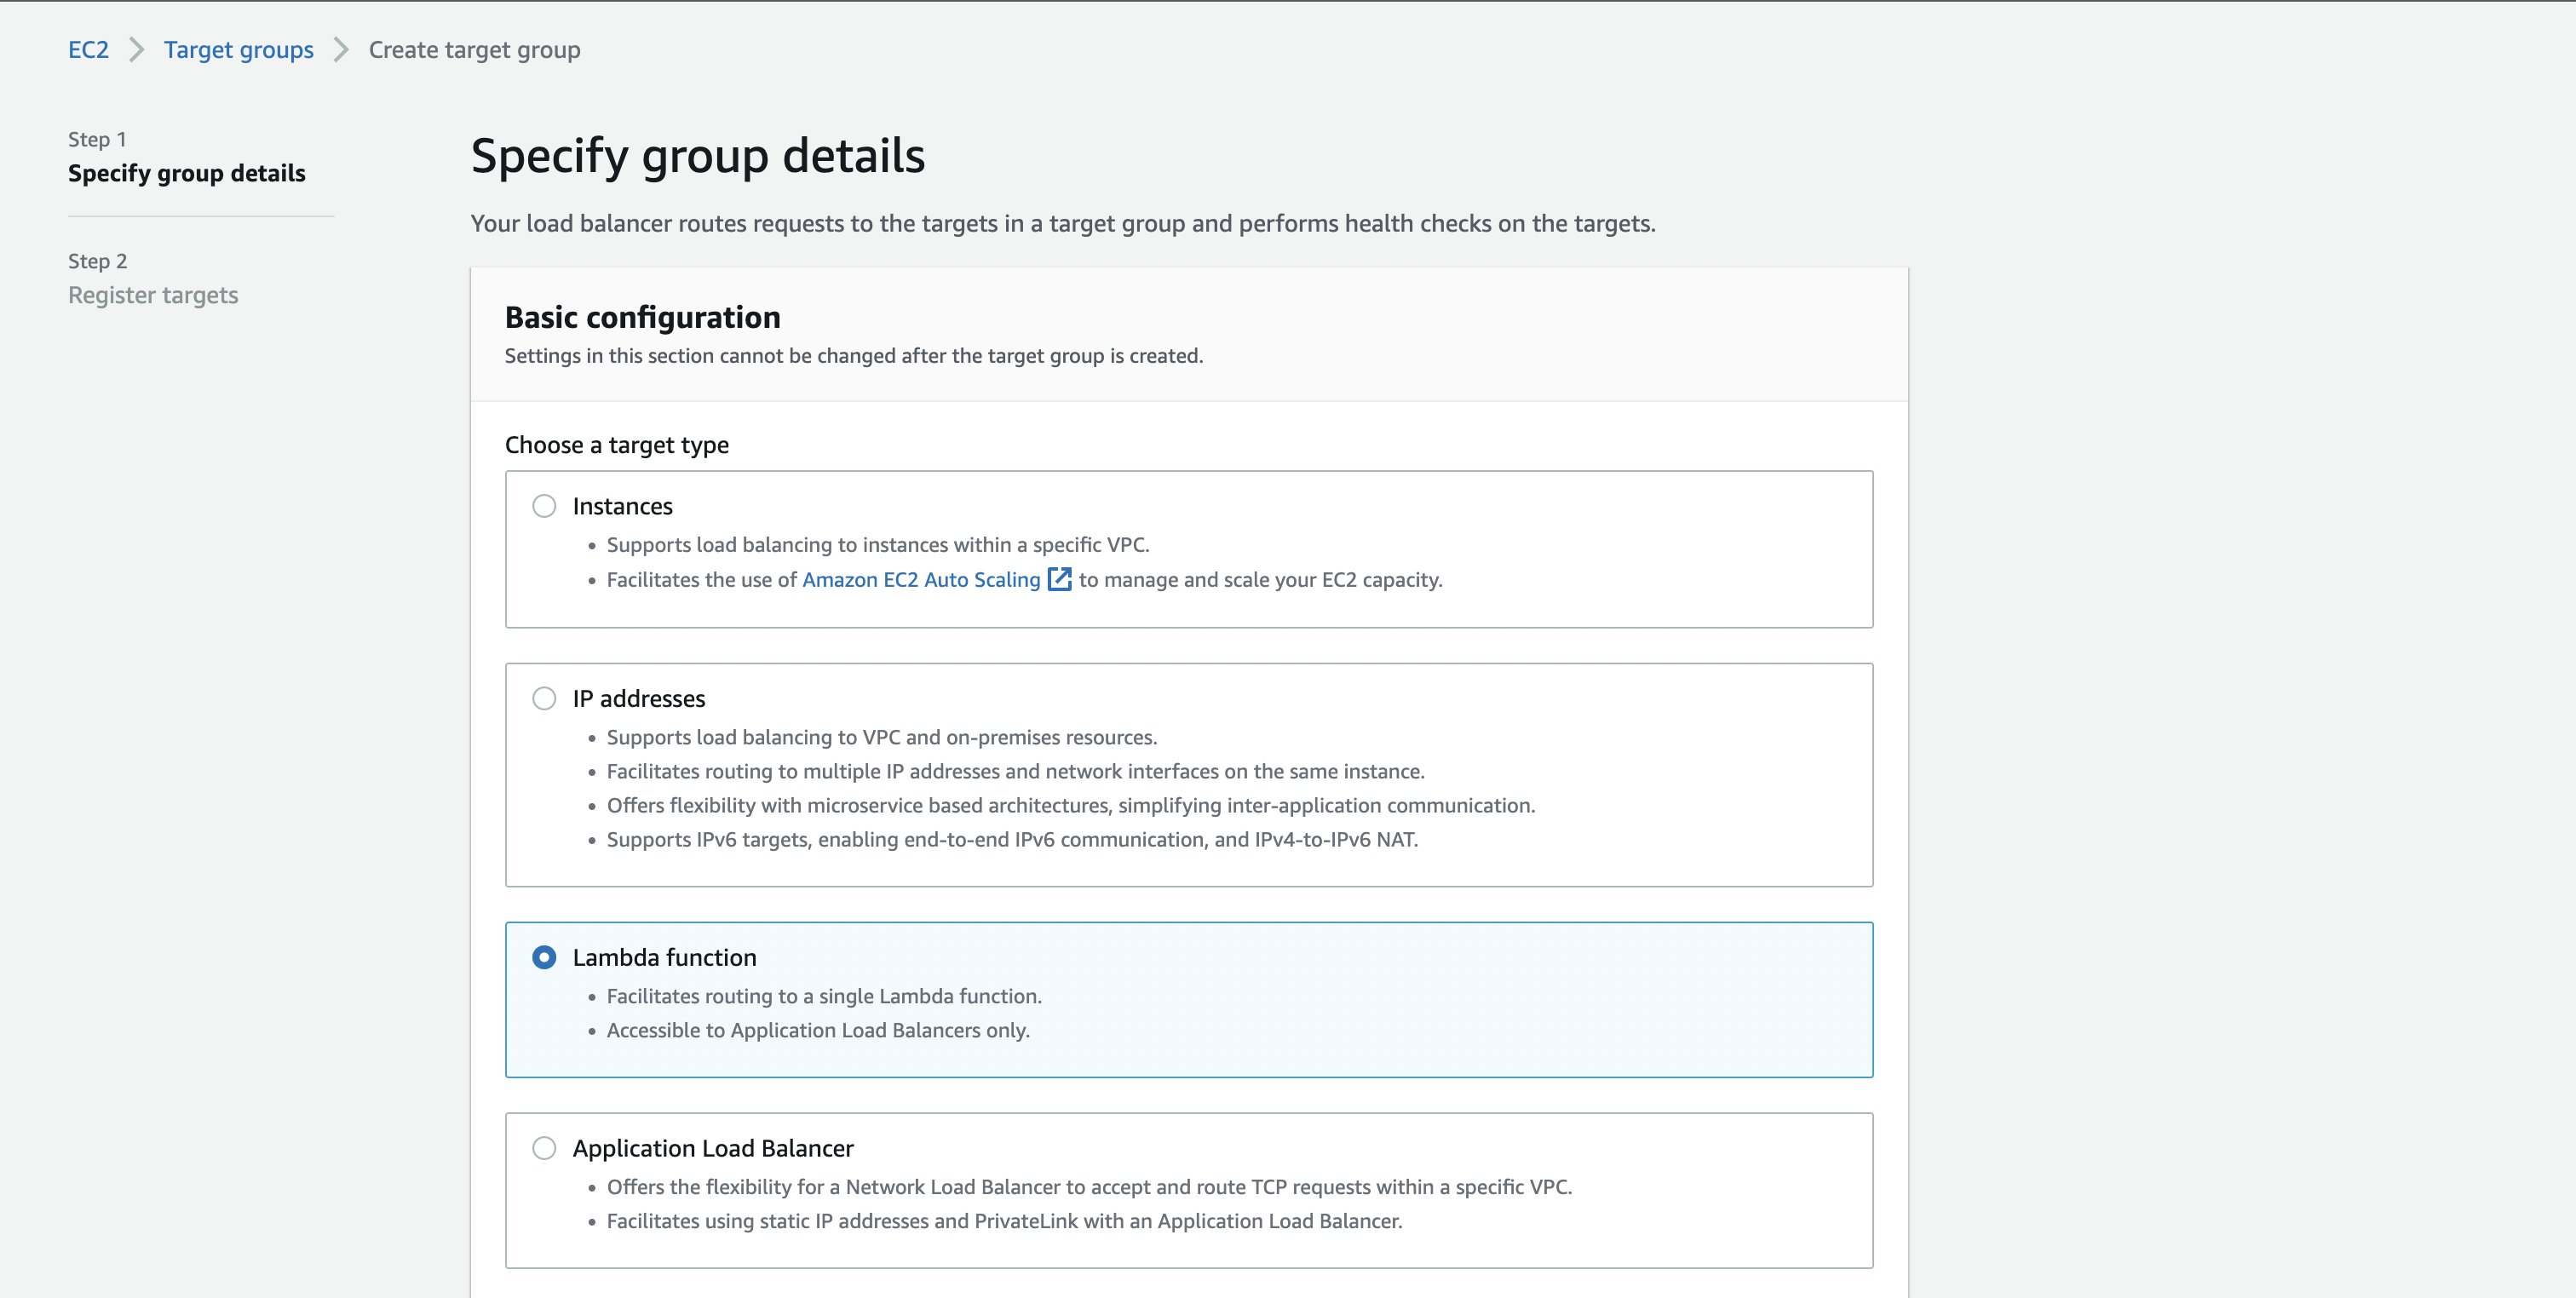 EC2 > Target groups > Create target group
Step 1
Specify group details
Step 2
Register targets
Specify group details
Your load balancer routes requests to the targets in a target group and performs health checks on the targets.
Basic configuration
Settings in this section cannot be changed after the target group is created.
Choose a target type
Instances
• Supports load balancing to instances within a specific VPC.
• Facilitates the use of Amazon EC2 Auto Scaling to manage and scale your EC2 capacity.
IP addresses
• Supports load balancing to VPC and on-premises resources.
• Facilitates routing to multiple IP addresses and network interfaces on the same instance.
• Offers flexibility with microservice based architectures, simplifying inter-application communication.
• Supports IPv6 targets, enabling end-to-end IPv6 communication, and IPv4-to-IPv6 NAT.
Lambda function
• Facilitates routing to a single Lambda function.
• Accessible to Application Load Balancers only.
Application Load Balancer
• Offers the flexibility for a Network Load Balancer to accept and route TCP requests within a specific VPC.
• Facilitates using static IP addresses and PrivateLink with an Application Load Balancer.